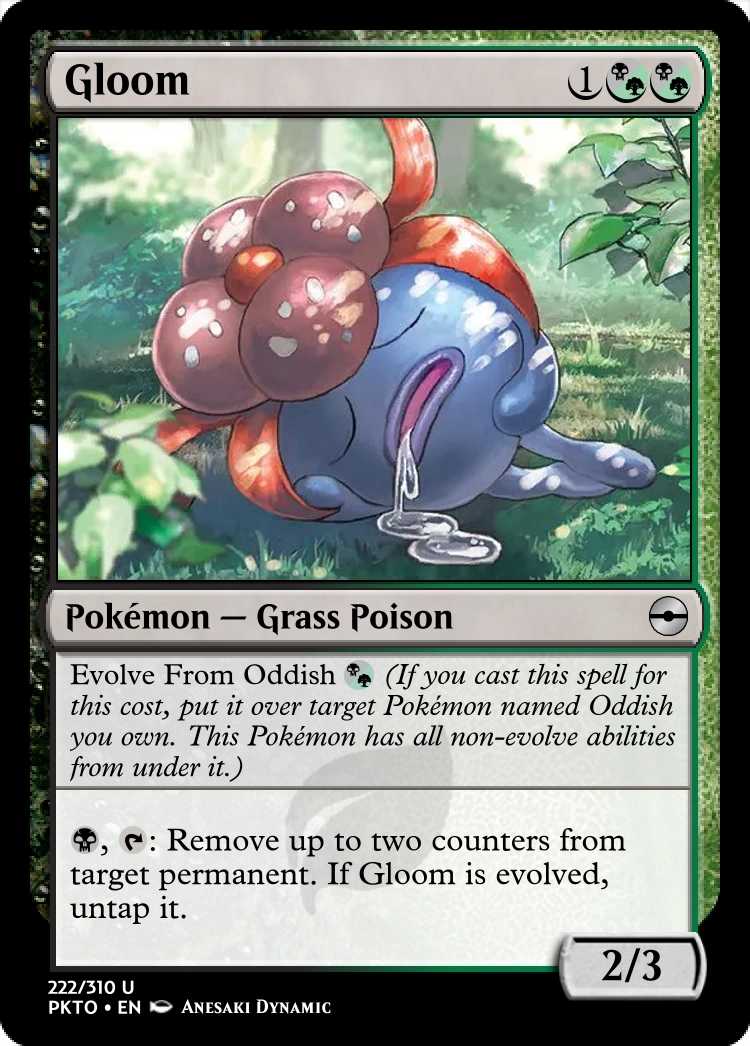 Gloom 1
Pokémon — Grass Poison
Evolve From Oddish (If you cast this spell for
this cost, put it over target Pokémon named Oddish
you own. This Pokémon has all non-evolve abilities
from under it.)
, : Remove up to two counters from
target permanent. If Gloom is evolved,
untap it.
2/3
222/310 U
PKTO • EN Anesaki Dynamic